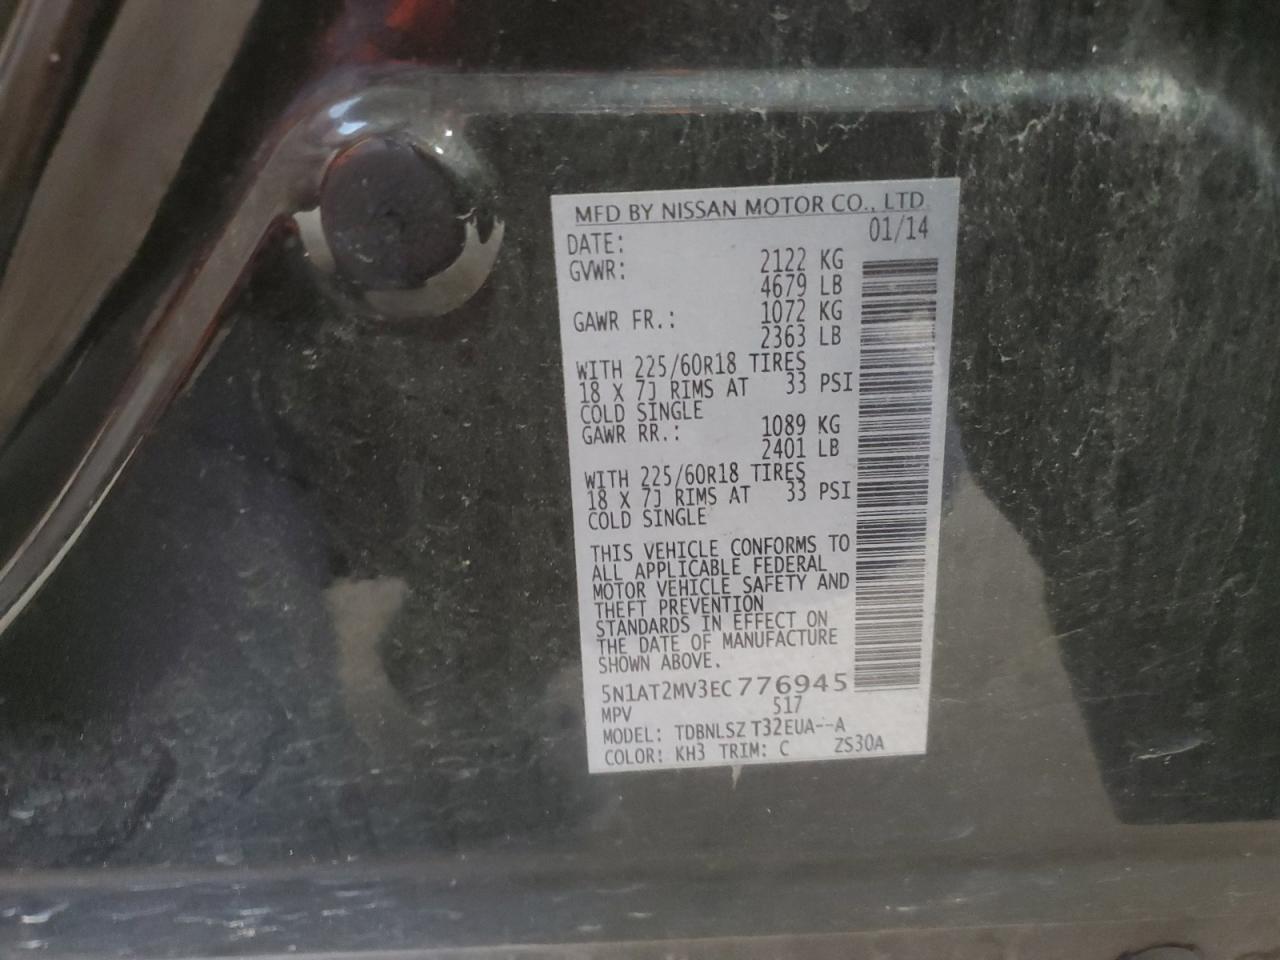 MFD BY NISSAN MOTOR CO., LTD.
DATE: 01/14
GVWR: 2122 KG
4679 LB
GAWR FR.: 1072 KG
2363 LB
WITH 225/60R18 TIRES
18 X 7J RIMS AT 33 PSI
COLD SINGLE
GAWR RR.: 1089 KG
2401 LB
WITH 225/60R18 TIRES
18 X 7J RIMS AT 33 PSI
COLD SINGLE
THIS VEHICLE CONFORMS TO
ALL APPLICABLE FEDERAL
MOTOR VEHICLE SAFETY AND
THEFT PREVENTION
STANDARDS IN EFFECT ON
THE DATE OF MANUFACTURE
SHOWN ABOVE.
5N1AT2MV3EC776945
MPV 517
MODEL: TDBNLSZ T32EUA--A
COLOR: KH3 TRIM: C ZS30A